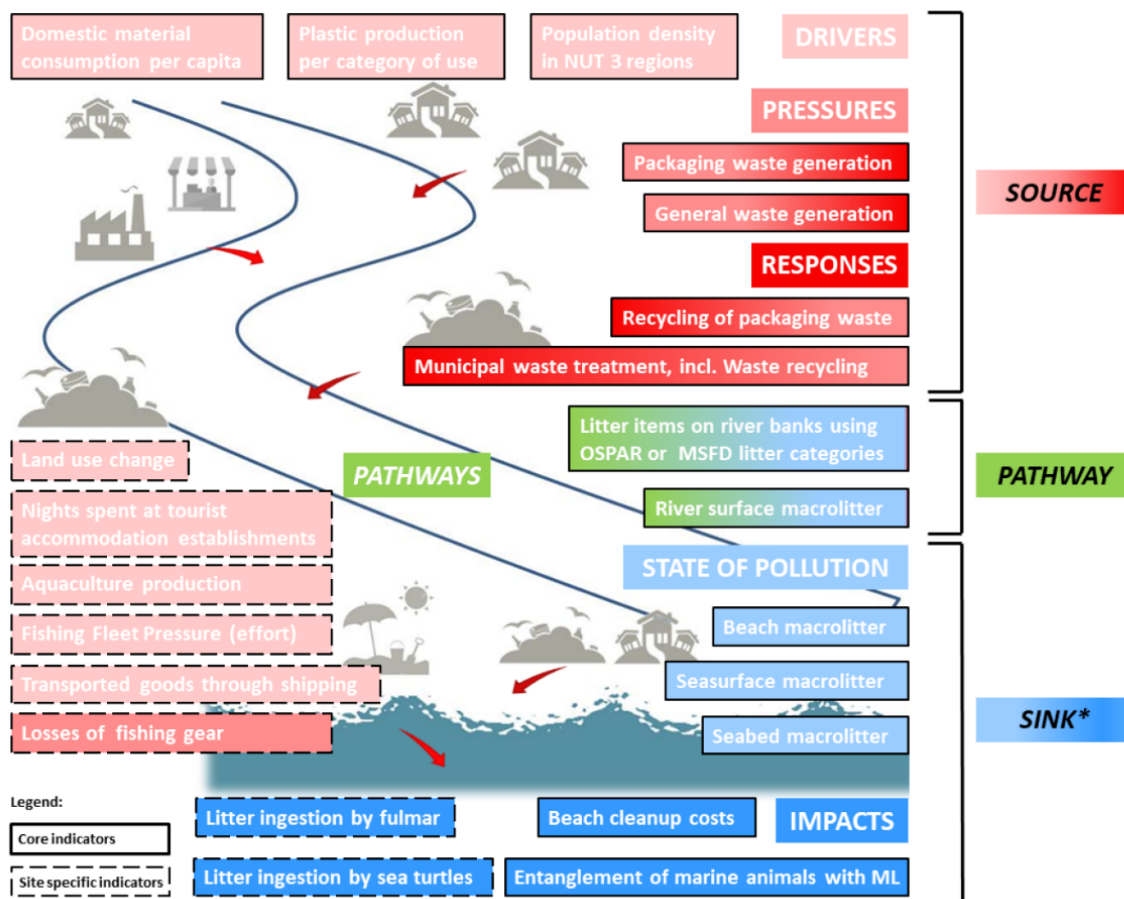 Domestic material
consumption per capita
Plastic production
per category of use
Population density
in NUT 3 regions
DRIVERS
PRESSURES
Packaging waste generation
General waste generation
SOURCE
RESPONSES
Recycling of packaging waste
Municipal waste treatment, incl. Waste recycling
Litter items on river banks using
OSPAR or MSFD litter categories
Land use change
PATHWAYS
PATHWAY
Nights spent at tourist
accommodation establishments
River surface macrolitter
STATE OF POLLUTION
Aquaculture production
Fishing Fleet Pressure (effort)
Beach macrolitter
Transported goods through shipping
Seasurface macrolitter
Losses of fishing gear
Seabed macrolitter
SINK*
Legend:
Core indicators
Site specific indicators
Litter ingestion by fulmar
Beach cleanup costs
IMPACTS
Litter ingestion by sea turtles
Entanglement of marine animals with ML